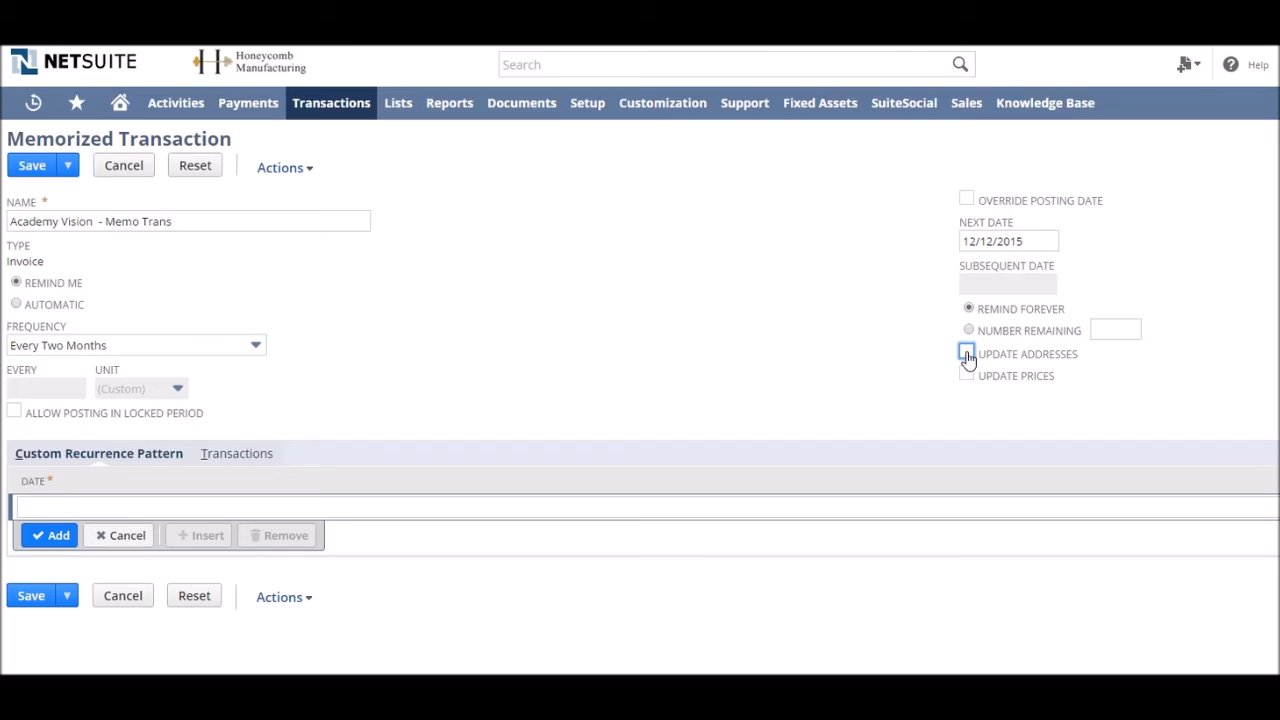 NETSUITE
Honeycomb
Manufacturing
Search
Help
Activities Payments Transactions Lists Reports Documents Setup Customization Support Fixed Assets SuiteSocial Sales Knowledge Base
Memorized Transaction
Save Cancel Reset Actions
NAME *
Academy Vision - Memo Trans
TYPE
Invoice
REMIND ME
AUTOMATIC
FREQUENCY
Every Two Months
EVERY UNIT
(Custom)
ALLOW POSTING IN LOCKED PERIOD
OVERRIDE POSTING DATE
NEXT DATE
12/12/2015
SUBSEQUENT DATE
REMIND FOREVER
NUMBER REMAINING
UPDATE ADDRESSES
UPDATE PRICES
Custom Recurrence Pattern Transactions
DATE *
Add Cancel Insert Remove
Save Cancel Reset Actions